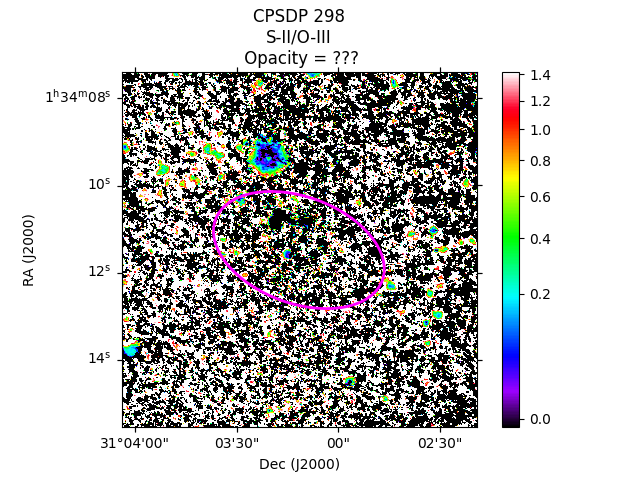 CPSDP 298
S-II/O-III
Opacity = ???
1ʰ34ᵐ08ˢ
10ˢ
12ˢ
14ˢ
RA (J2000)
31°04'00" 03'30" 00" 02'30"
Dec (J2000)
1.4
1.2
1.0
0.8
0.6
0.4
0.2
0.0